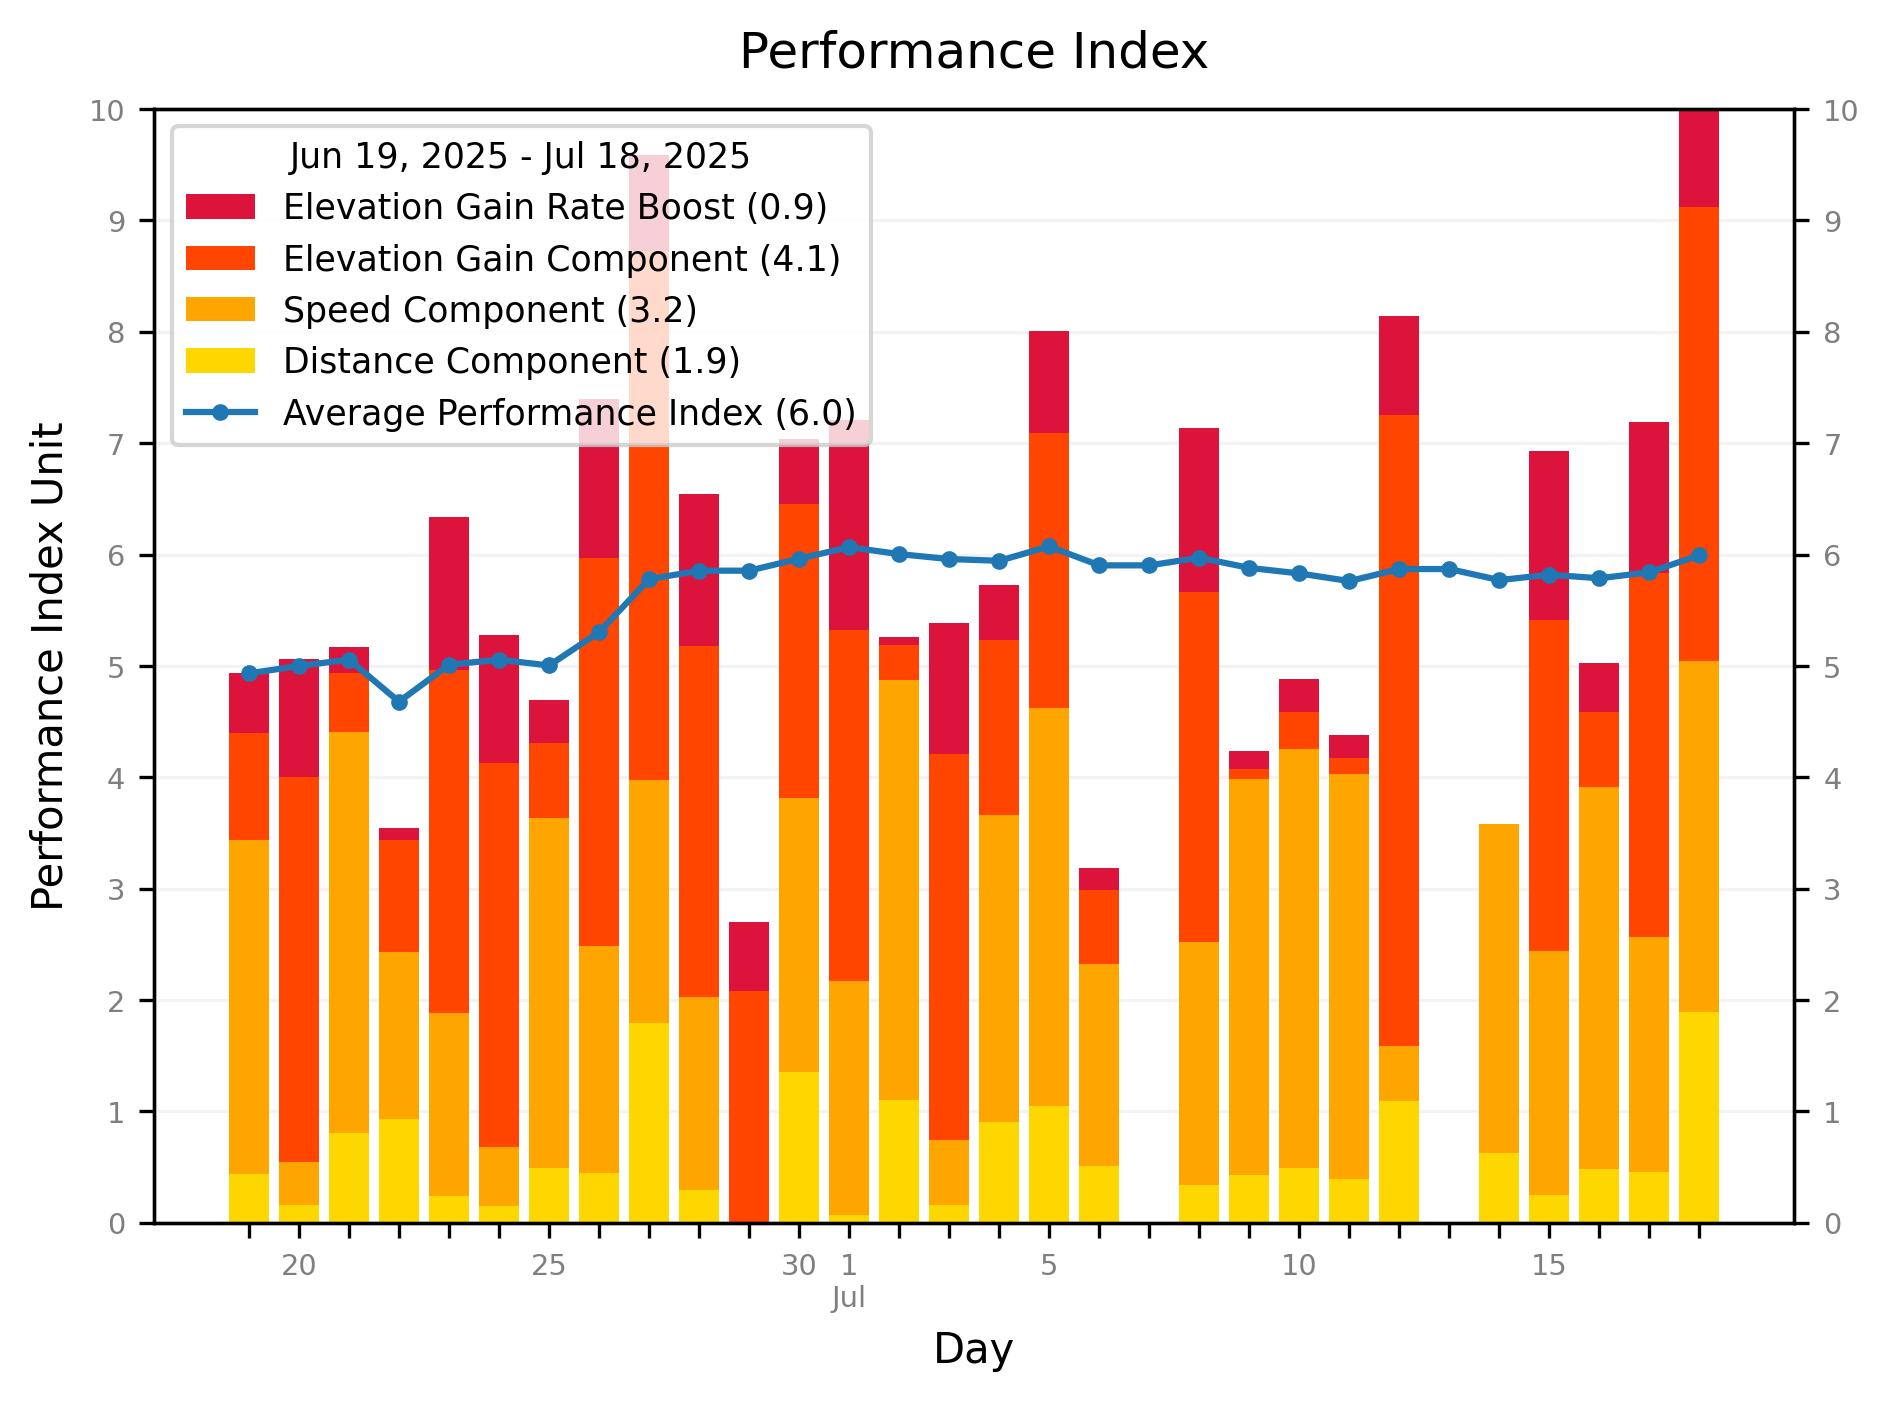 Performance Index
10
9
8
7
6
5
4
3
2
1
0
Performance Index Unit
Jun 19, 2025 - Jul 18, 2025
Elevation Gain Rate Boost (0.9)
Elevation Gain Component (4.1)
Speed Component (3.2)
Distance Component (1.9)
Average Performance Index (6.0)
10
9
8
7
6
5
4
3
2
1
0
20 25 30 1 5 10 15
Jul
Day